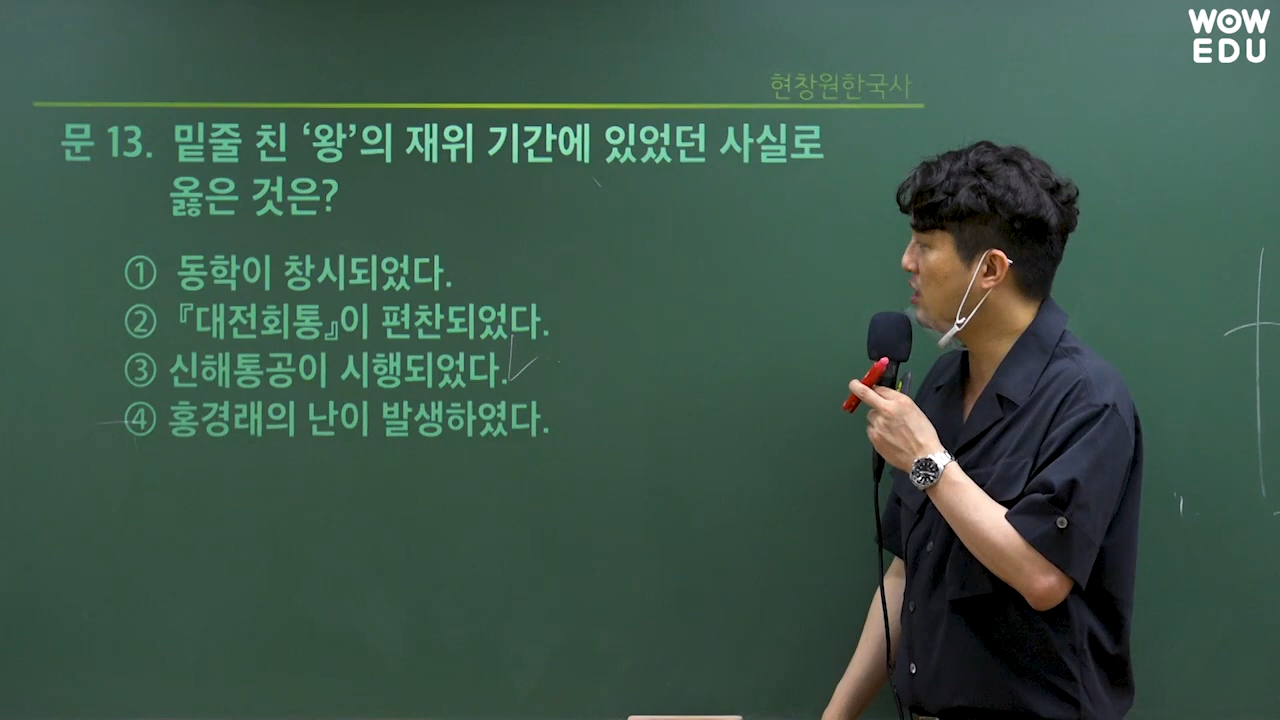 WOW
EDU
현창원한국사
문 13. 밑줄 친 ‘왕’의 재위 기간에 있었던 사실로
옳은 것은?
① 동학이 창시되었다.
② 『대전회통』이 편찬되었다.
③ 신해통공이 시행되었다.
④ 홍경래의 난이 발생하였다.